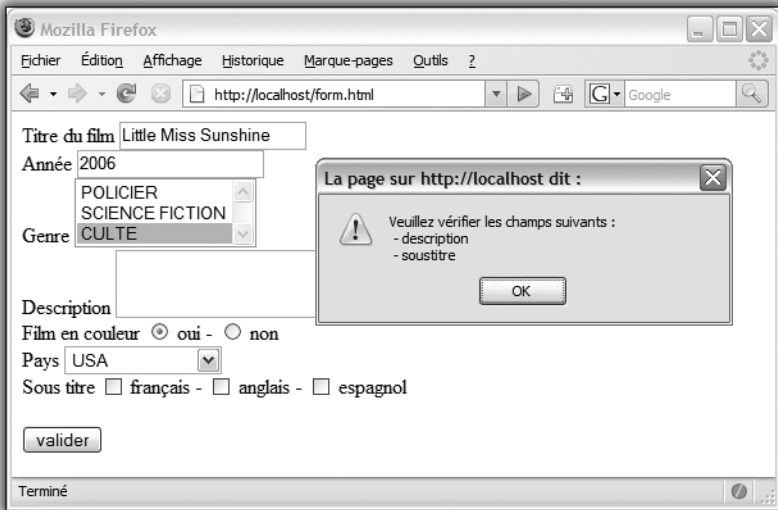 Mozilla Firefox
Fichier Édition Affichage Historique Marque-pages Outils ?
http://localhost/form.html G Google
Titre du film Little Miss Sunshine
Année 2006
POLICIER
SCIENCE FICTION
Genre CULTE
Description
Film en couleur oui - non
Pays USA
Sous titre français - anglais - espagnol
valider
La page sur http://localhost dit :
Veuillez vérifier les champs suivants :
- description
- soustitre
OK
Terminé